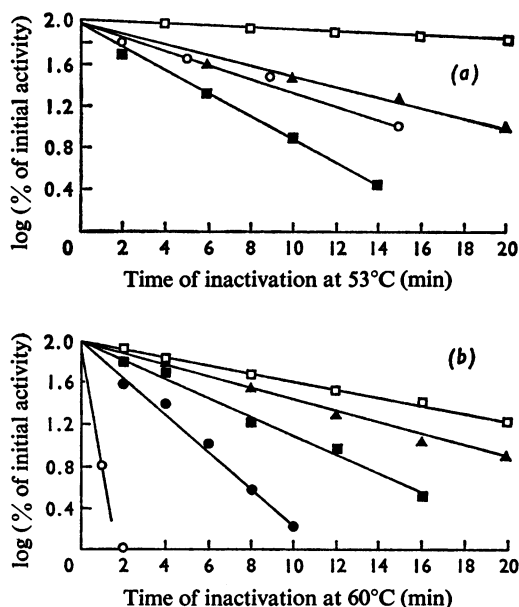 log (% of initial activity)
2.0
1.6
1.2
0.8
0.4
0
(a)
2 4 6 8 10 12 14 16 18 20
Time of inactivation at 53°C (min)
log (% of initial activity)
2.0
1.6
1.2
0.8
0.4
0
(b)
2 4 6 8 10 12 14 16 18 20
Time of inactivation at 60°C (min)